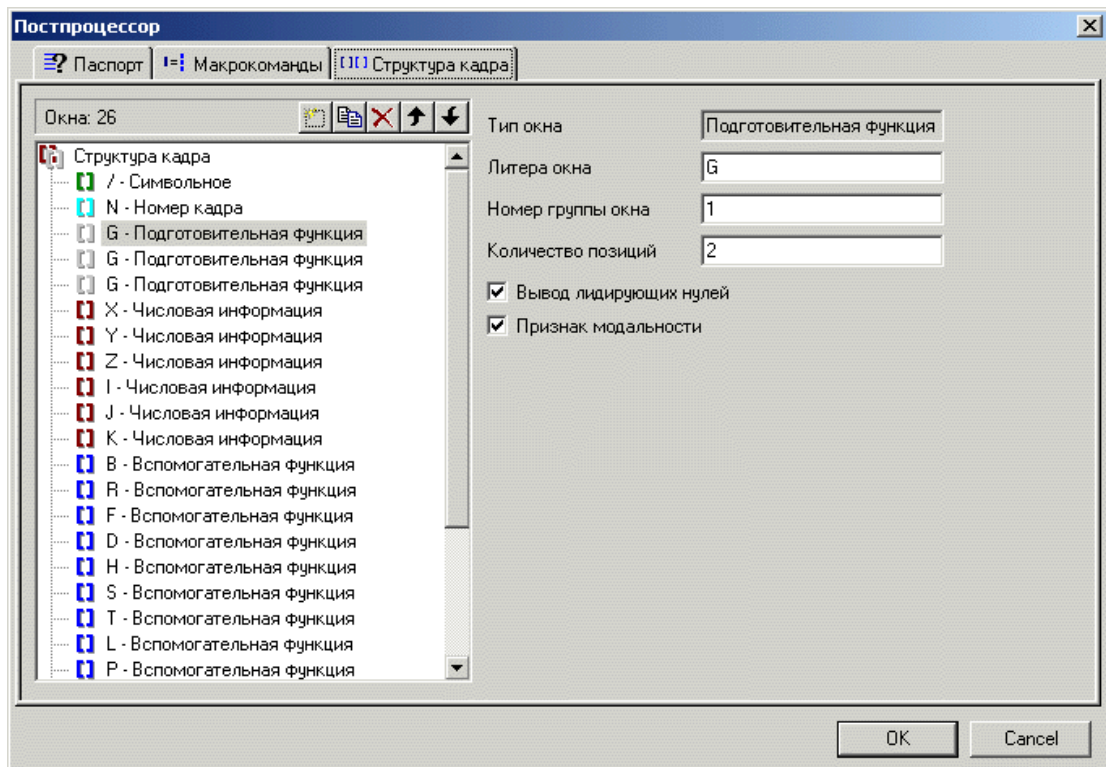 Постпроцессор
Паспорт Макрокоманды Структура кадра
Окна: 26
Структура кадра
/ - Символьное
N - Номер кадра
G - Подготовительная функция
G - Подготовительная функция
G - Подготовительная функция
X - Числовая информация
Y - Числовая информация
Z - Числовая информация
I - Числовая информация
J - Числовая информация
K - Числовая информация
B - Вспомогательная функция
R - Вспомогательная функция
F - Вспомогательная функция
D - Вспомогательная функция
H - Вспомогательная функция
S - Вспомогательная функция
T - Вспомогательная функция
L - Вспомогательная функция
P - Вспомогательная функция
Тип окна Подготовительная функция
Литера окна G
Номер группы окна 1
Количество позиций 2
Вывод лидирующих нулей
Признак модальности
OK Cancel